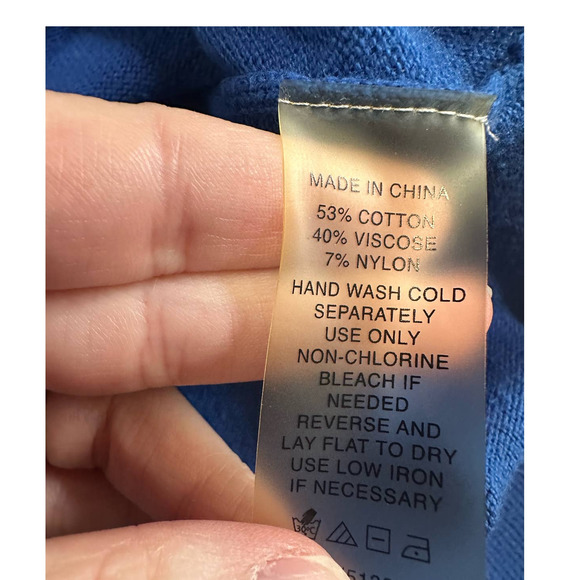 MADE IN CHINA
53% COTTON
40% VISCOSE
7% NYLON
HAND WASH COLD
SEPARATELY
USE ONLY
NON-CHLORINE
BLEACH IF
NEEDED
REVERSE AND
LAY FLAT TO DRY
USE LOW IRON
IF NECESSARY
30°C